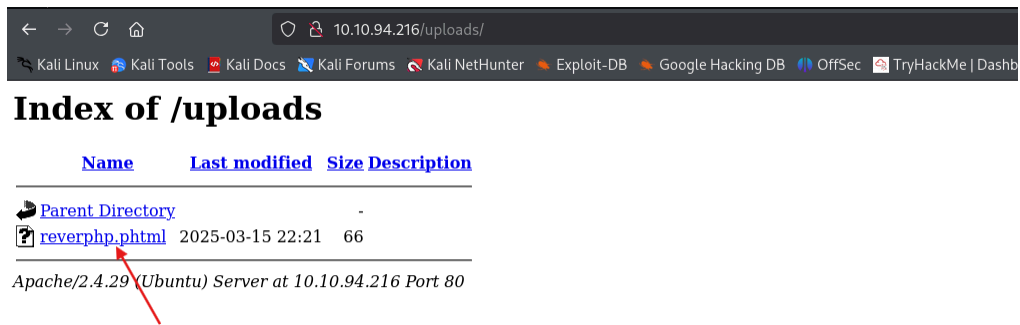 10.10.94.216/uploads/
Kali Linux Kali Tools Kali Docs Kali Forums Kali NetHunter Exploit-DB Google Hacking DB OffSec TryHackMe | Dashb
Index of /uploads
Name Last modified Size Description
Parent Directory -
reverphp.phtml 2025-03-15 22:21 66
Apache/2.4.29 (Ubuntu) Server at 10.10.94.216 Port 80